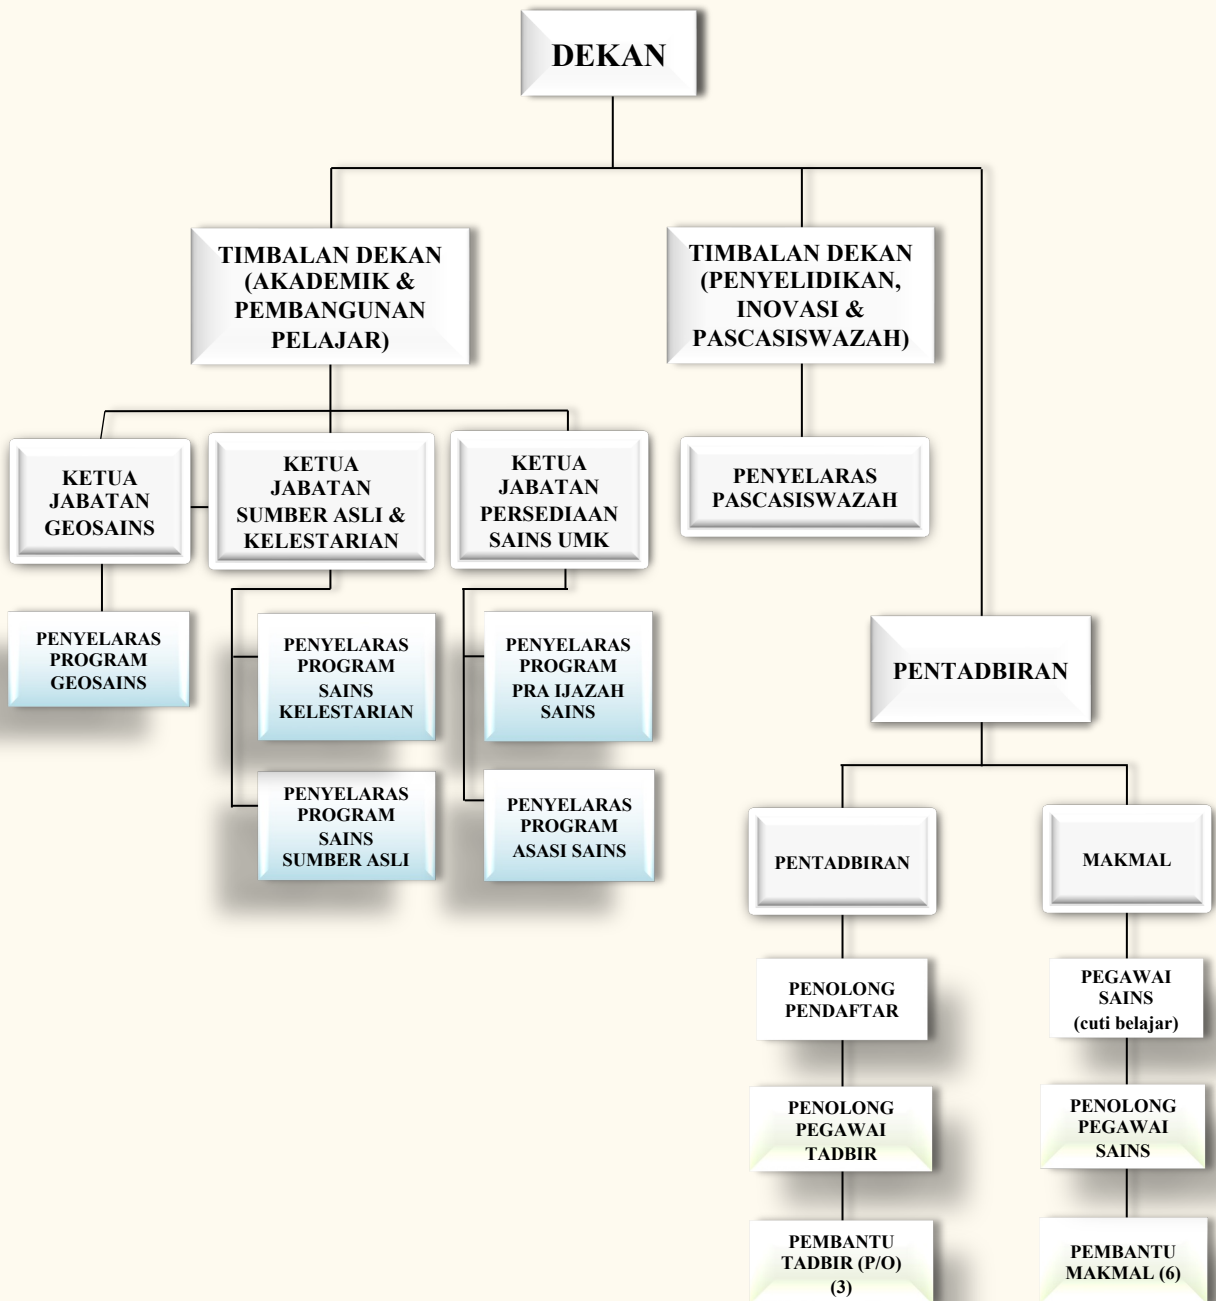 DEKAN
TIMBALAN DEKAN
(AKADEMIK &
PEMBANGUNAN
PELAJAR)
TIMBALAN DEKAN
(PENYELIDIKAN,
INOVASI &
PASCASISWAZAH)
KETUA
JABATAN
GEOSAINS
KETUA
JABATAN
SUMBER ASLI &
KELESTARIAN
KETUA
JABATAN
PERSEDIAAN
SAINS UMK
PENYELARAS
PASCASISWAZAH
PENYELARAS
PROGRAM
GEOSAINS
PENYELARAS
PROGRAM
SAINS
KELESTARIAN
PENYELARAS
PROGRAM
PRA IJAZAH
SAINS
PENTADBIRAN
PENYELARAS
PROGRAM
SAINS
SUMBER ASLI
PENYELARAS
PROGRAM
ASASI SAINS
PENTADBIRAN
MAKMAL
PENOLONG
PENDAFTAR
PEGAWAI
SAINS
(cuti belajar)
PENOLONG
PEGAWAI
TADBIR
PENOLONG
PEGAWAI
SAINS
PEMBANTU
TADBIR (P/O)
(3)
PEMBANTU
MAKMAL (6)